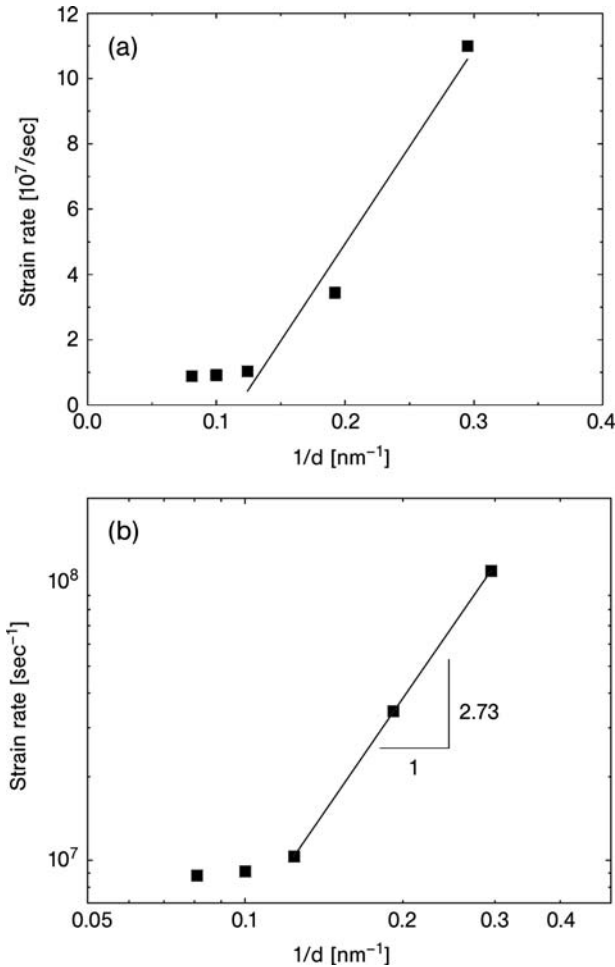 (a)
12
10
8
6
4
2
0
Strain rate [10⁷/sec]
0.0 0.1 0.2 0.3 0.4
1/d [nm⁻¹]
(b)
10⁸
10⁷
Strain rate [sec⁻¹]
2.73
1
0.05 0.1 0.2 0.3 0.4
1/d [nm⁻¹]